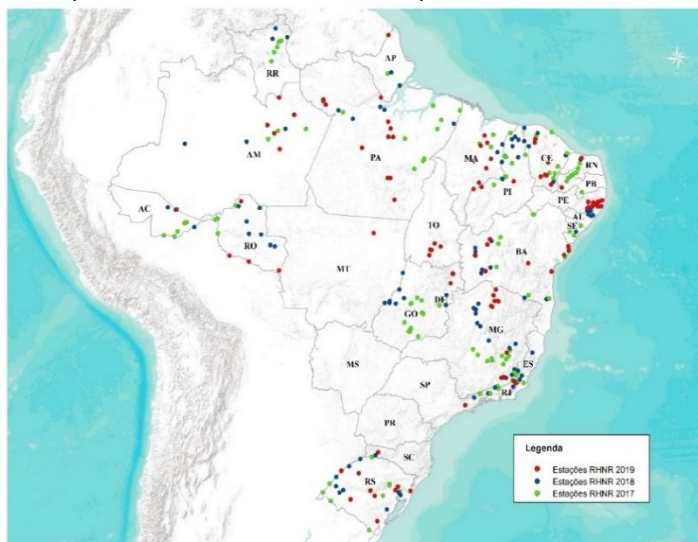 RR
AP
AM
PA
MA
CE
RN
PB
PI
PE
AL
SE
AC
RO
TO
BA
MT
DF
GO
MG
ES
MS
SP
RJ
PR
SC
RS
Legenda
Estações RHNR 2019
Estações RHNR 2018
Estações RHNR 2017